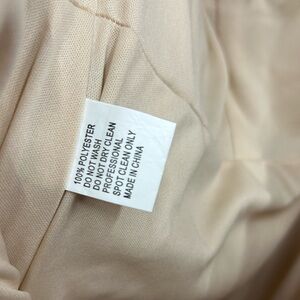 100% POLYESTER
DO NOT WASH
DO NOT DRY CLEAN
PROFESSIONAL
SPOT CLEAN ONLY
MADE IN CHINA